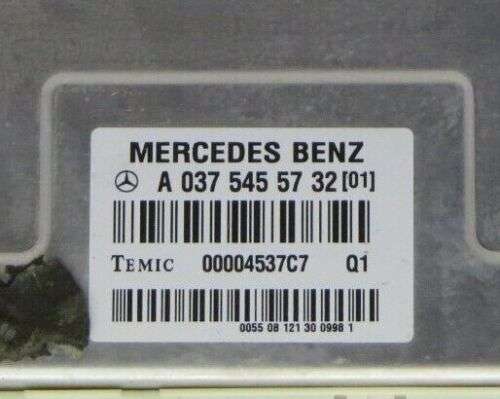 MERCEDES BENZ
A 037 545 57 32 [01]
TEMIC 00004537C7 Q1
0055 08 121 30 0998 1